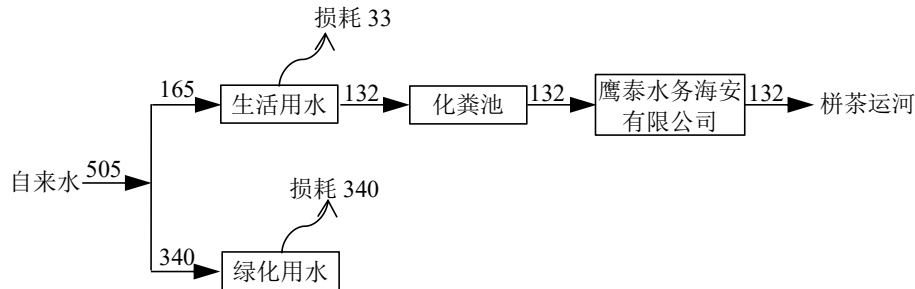 损耗 33
165
生活用水
132
化粪池
132
鹰泰水务海安
有限公司
132
栟茶运河
自来水
505
损耗 340
340
绿化用水